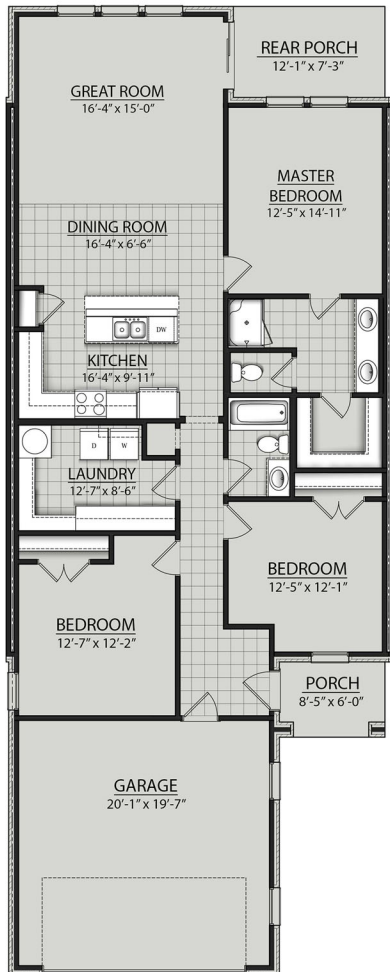 REAR PORCH
12'-1" x 7'-3"
GREAT ROOM
16'-4" x 15'-0"
MASTER
BEDROOM
12'-5" x 14'-11"
DINING ROOM
16'-4" x 6'-6"
DW
KITCHEN
16'-4" x 9'-11"
D
W
LAUNDRY
12'-7" x 8'-6"
BEDROOM
12'-5" x 12'-1"
BEDROOM
12'-7" x 12'-2"
PORCH
8'-5" x 6'-0"
GARAGE
20'-1" x 19'-7"